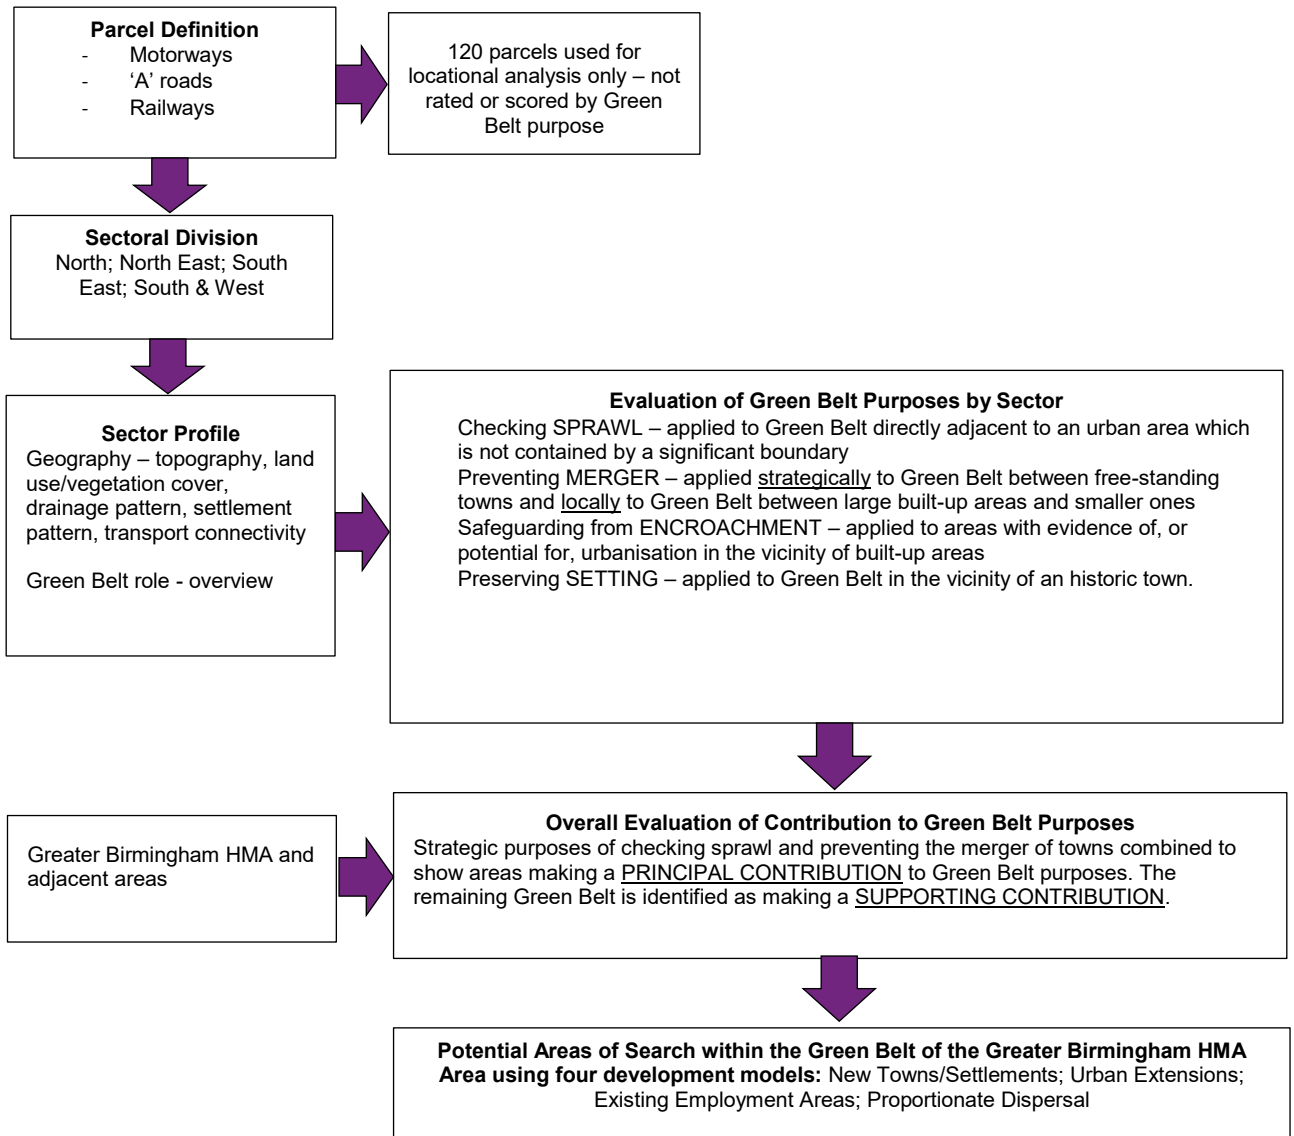 Parcel Definition
- Motorways
- ‘A’ roads
- Railways
120 parcels used for
locational analysis only – not
rated or scored by Green
Belt purpose
Sectoral Division
North; North East; South
East; South & West
Sector Profile
Geography – topography, land
use/vegetation cover,
drainage pattern, settlement
pattern, transport connectivity
Green Belt role - overview
Evaluation of Green Belt Purposes by Sector
Checking SPRAWL – applied to Green Belt directly adjacent to an urban area which
is not contained by a significant boundary
Preventing MERGER – applied strategically to Green Belt between free-standing
towns and locally to Green Belt between large built-up areas and smaller ones
Safeguarding from ENCROACHMENT – applied to areas with evidence of, or
potential for, urbanisation in the vicinity of built-up areas
Preserving SETTING – applied to Green Belt in the vicinity of an historic town.
Greater Birmingham HMA and
adjacent areas
Overall Evaluation of Contribution to Green Belt Purposes
Strategic purposes of checking sprawl and preventing the merger of towns combined to
show areas making a PRINCIPAL CONTRIBUTION to Green Belt purposes. The
remaining Green Belt is identified as making a SUPPORTING CONTRIBUTION.
Potential Areas of Search within the Green Belt of the Greater Birmingham HMA
Area using four development models: New Towns/Settlements; Urban Extensions;
Existing Employment Areas; Proportionate Dispersal